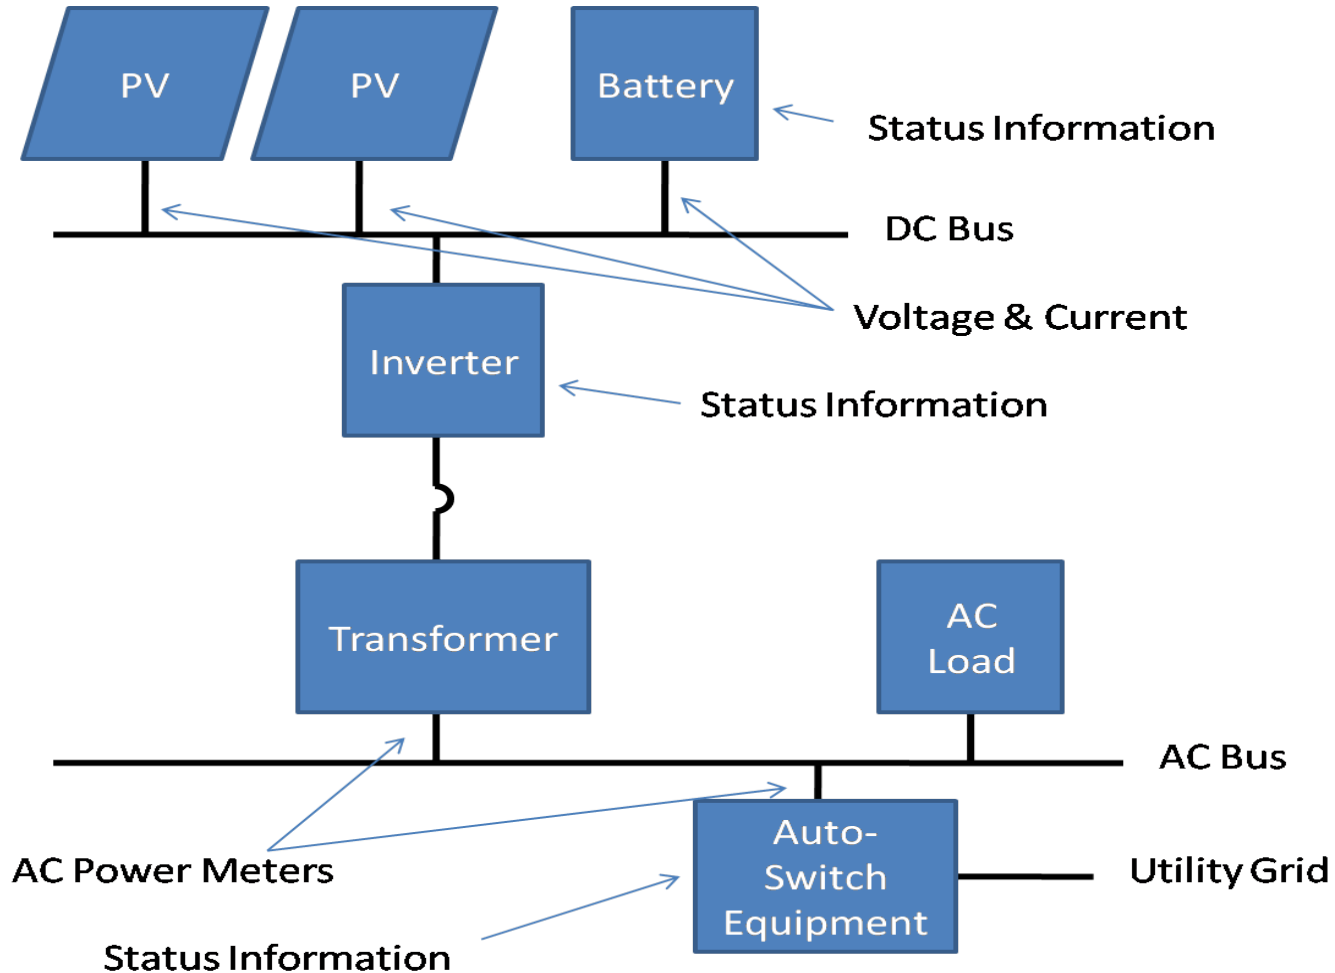 PV
PV
Battery
Status Information
DC Bus
Voltage & Current
Inverter
Status Information
Transformer
AC
Load
AC Bus
Auto-
Switch
Equipment
AC Power Meters
Utility Grid
Status Information